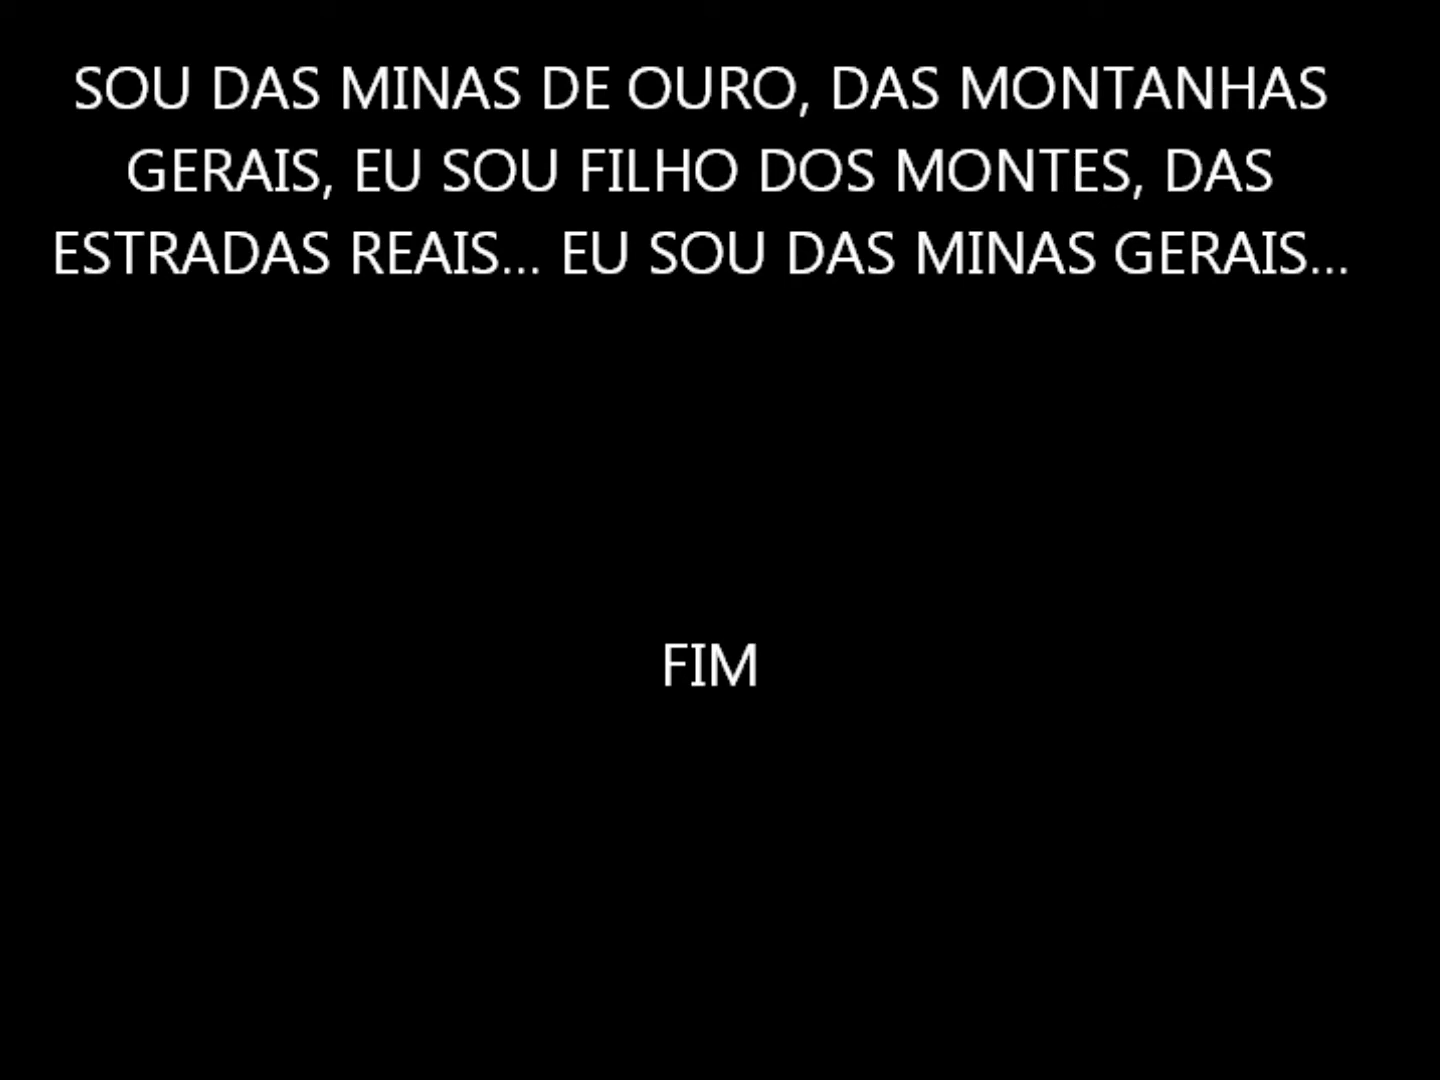 SOU DAS MINAS DE OURO, DAS MONTANHAS
GERAIS, EU SOU FILHO DOS MONTES, DAS
ESTRADAS REAIS... EU SOU DAS MINAS GERAIS...
FIM